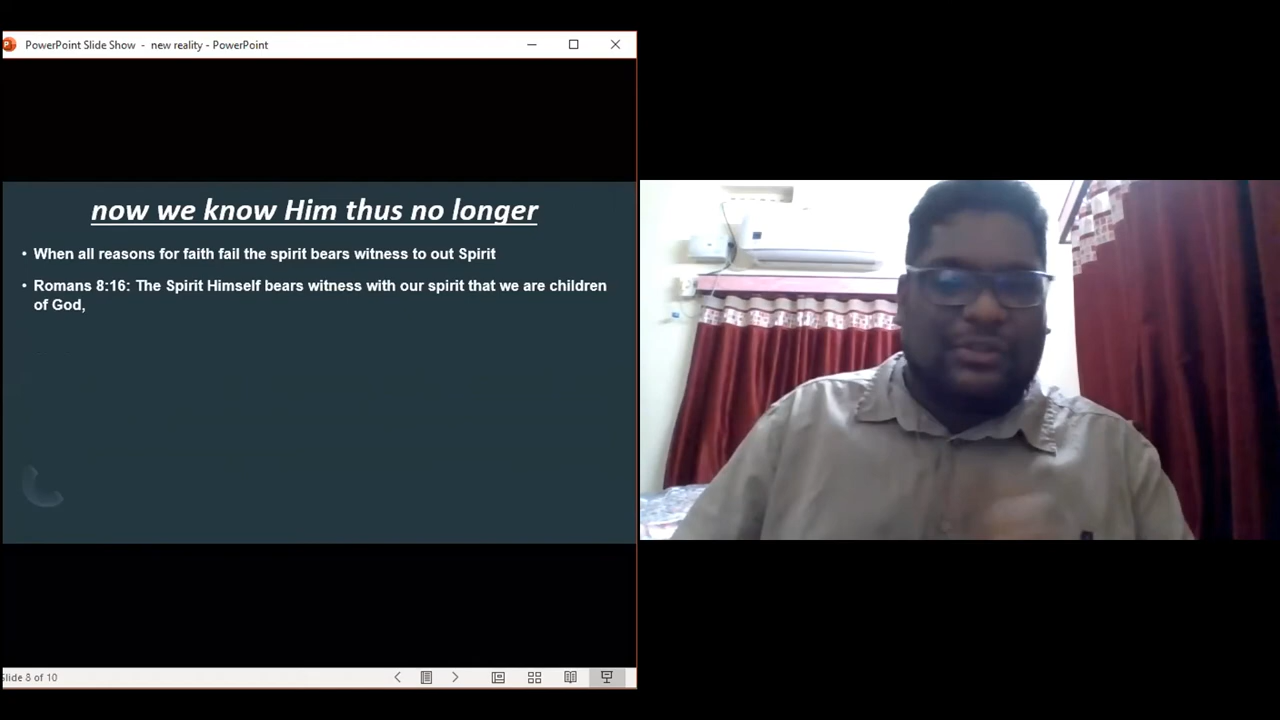 PowerPoint Slide Show - new reality - PowerPoint
now we know Him thus no longer
• When all reasons for faith fail the spirit bears witness to out Spirit
• Romans 8:16: The Spirit Himself bears witness with our spirit that we are children
of God,
Slide 8 of 10